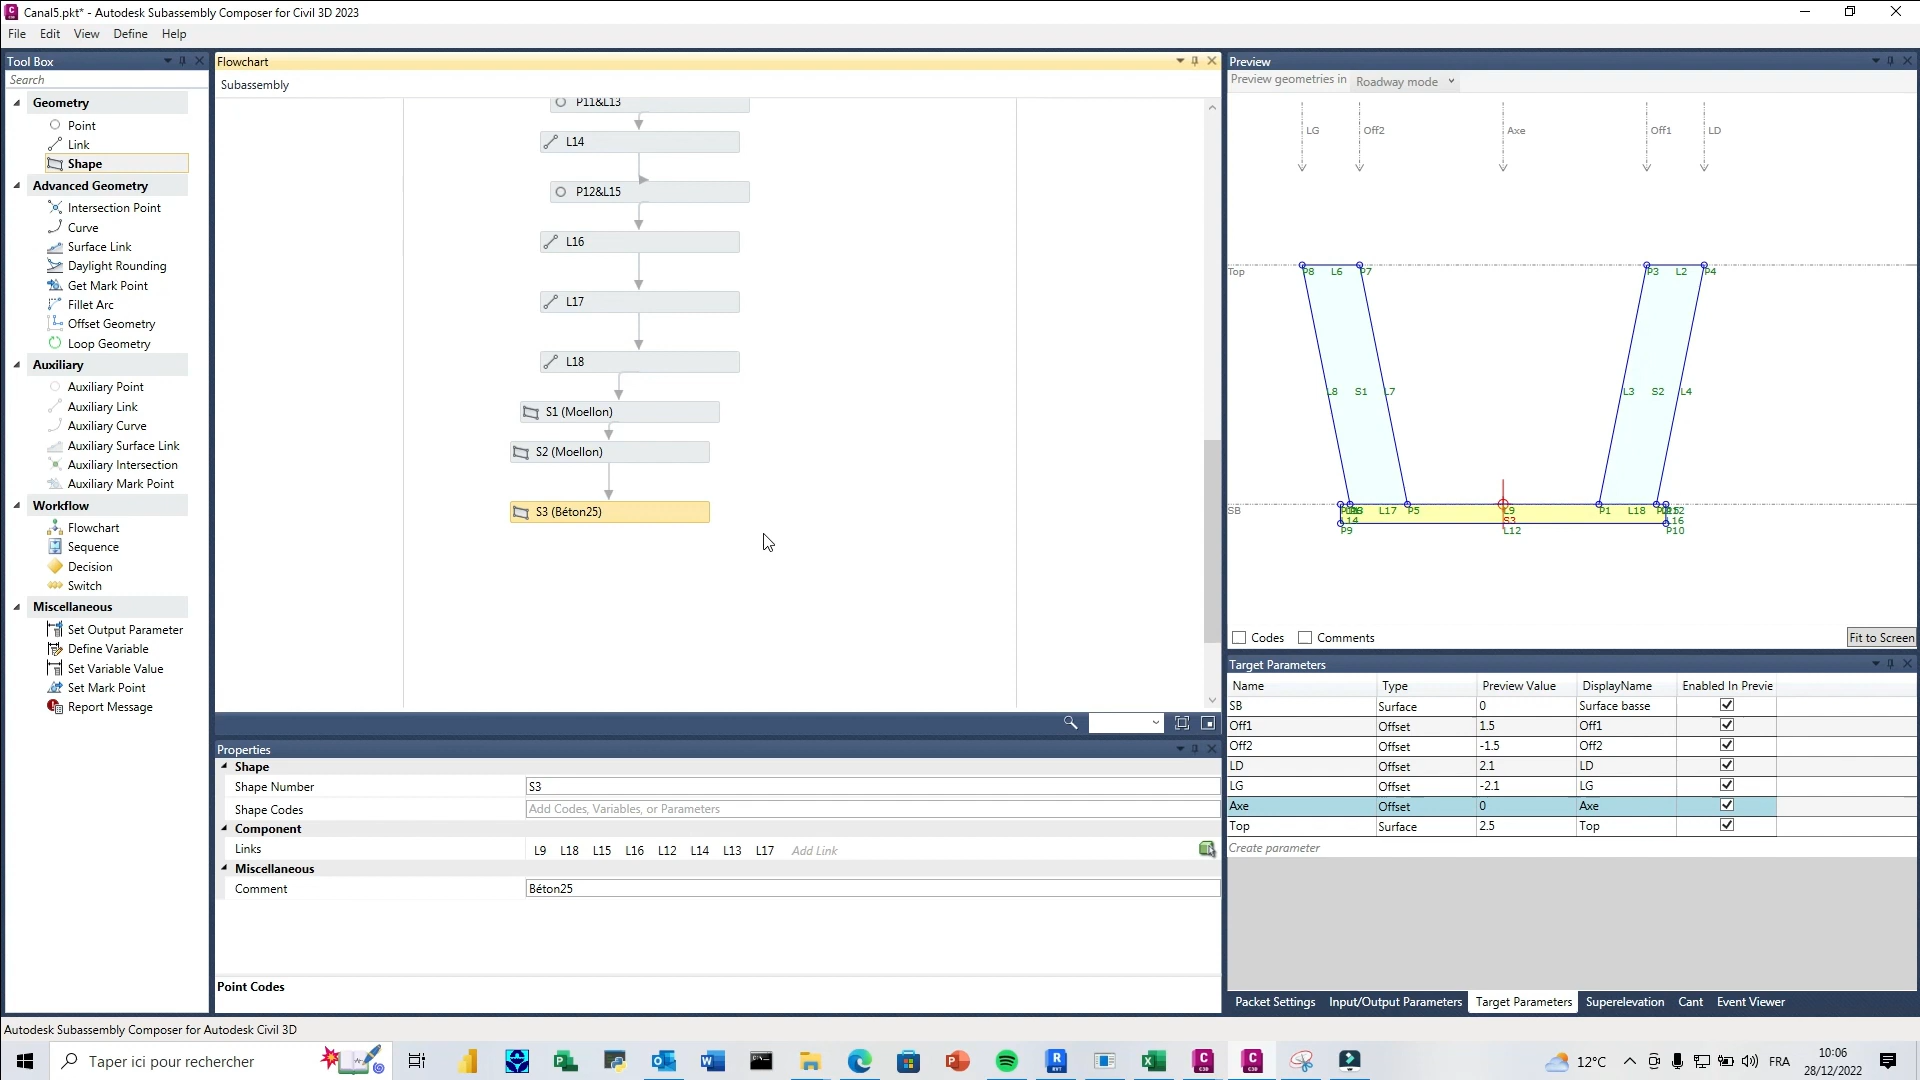 Canal5.pkt* - Autodesk Subassembly Composer for Civil 3D 2023
File Edit View Define Help
Tool Box
Search
Geometry
Point
Link
Shape
Advanced Geometry
Intersection Point
Curve
Surface Link
Daylight Rounding
Get Mark Point
Fillet Arc
Offset Geometry
Loop Geometry
Auxiliary
Auxiliary Point
Auxiliary Link
Auxiliary Curve
Auxiliary Surface Link
Auxiliary Intersection
Auxiliary Mark Point
Workflow
Flowchart
Sequence
Decision
Switch
Miscellaneous
Set Output Parameter
Define Variable
Set Variable Value
Set Mark Point
Report Message
Flowchart
Subassembly
P11&L13
L14
P12&L15
L16
L17
L18
S1 (Moellon)
S2 (Moellon)
S3 (Béton25)
Properties
Shape
Shape Number S3
Shape Codes Add Codes, Variables, or Parameters
Component
Links L9 L18 L15 L16 L12 L14 L13 L17 Add Link
Miscellaneous
Comment Béton25
Point Codes
Preview
Preview geometries in Roadway mode
LG Off2 Axe Off1 LD
Top P8 L6 P7 P3 L2 P4
L8 S1 L7 L3 S2 L4
SB L17 P5 L9 P1 L18
L14 S3 L16
P9 L12 P10
Codes Comments Fit to Screen
Target Parameters
Name Type Preview Value DisplayName Enabled In Previe
SB Surface 0 Surface basse
Off1 Offset 1.5 Off1
Off2 Offset -1.5 Off2
LD Offset 2.1 LD
LG Offset -2.1 LG
Axe Offset 0 Axe
Top Surface 2.5 Top
Create parameter
Packet Settings Input/Output Parameters Target Parameters Superelevation Cant Event Viewer
Autodesk Subassembly Composer for Autodesk Civil 3D
Taper ici pour rechercher
12°C FRA
10:06
28/12/2022